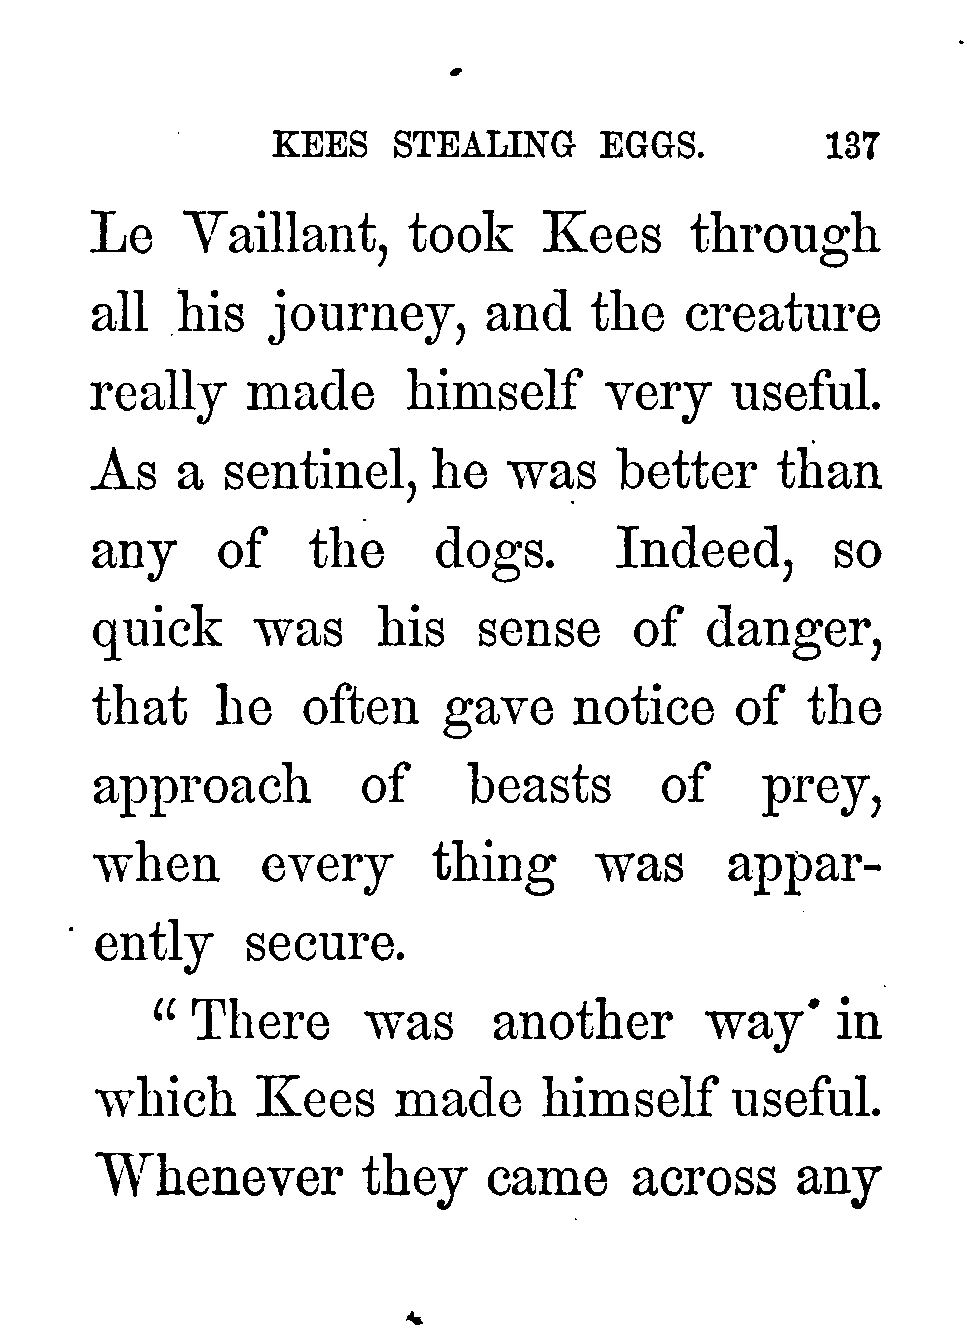 KEES STEALING EGGS. 137
Le Vaillant, took Kees through
all his journey, and the creature
really made himself very useful.
As a sentinel, he was better than
any of the dogs. Indeed, so
quick was his sense of danger,
that he often gave notice of the
approach of beasts of prey,
when every thing was appar-
ently secure.
“There was another way in
which Kees made himself useful.
Whenever they came across any